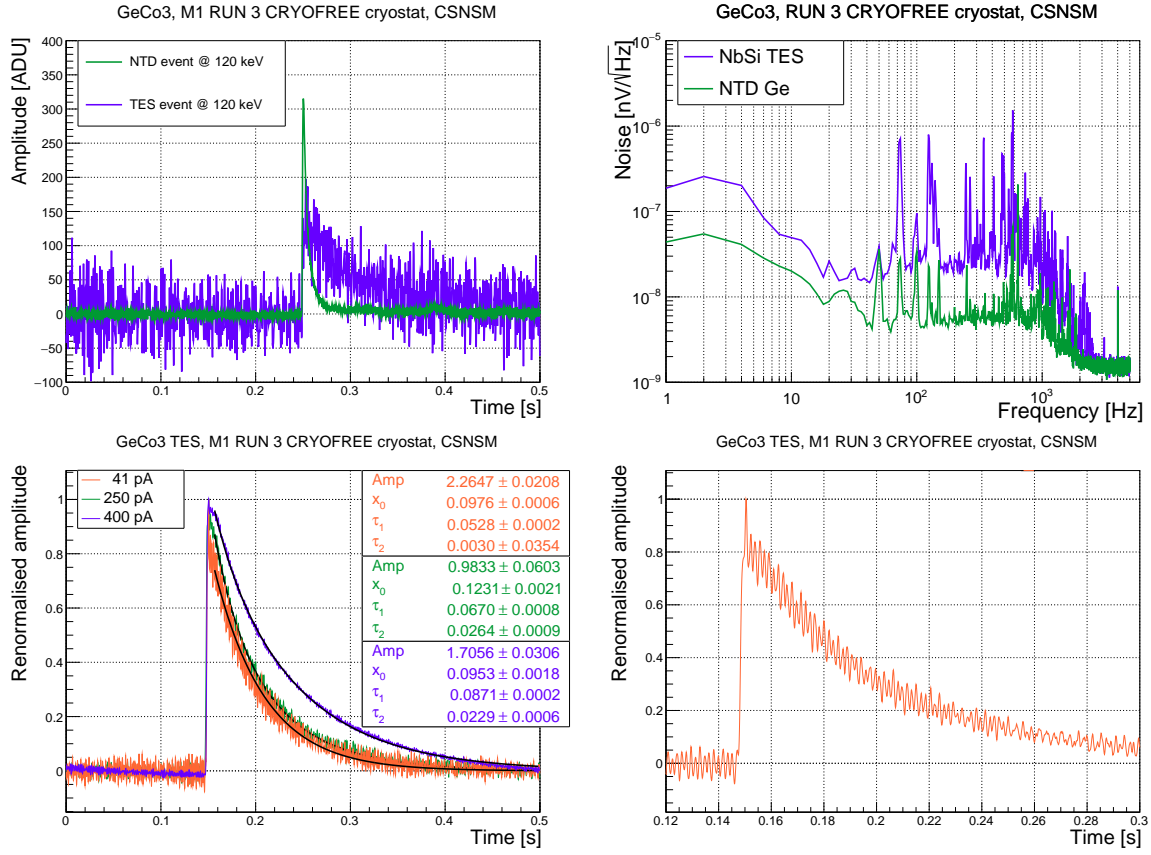 GeCo3, M1 RUN 3 CRYOFREE cryostat, CSNSM
Amplitude [ADU]
400
350
300
250
200
150
100
50
0
−50
−100
NTD event @ 120 keV
TES event @ 120 keV
0 0.1 0.2 0.3 0.4 0.5
Time [s]
GeCo3, RUN 3 CRYOFREE cryostat, CSNSM
Noise [nV/√Hz]
10⁻⁵
10⁻⁶
10⁻⁷
10⁻⁸
10⁻⁹
NbSi TES
NTD Ge
1 10 10² 10³
Frequency [Hz]
GeCo3 TES, M1 RUN 3 CRYOFREE cryostat, CSNSM
Renormalised amplitude
1
0.8
0.6
0.4
0.2
0
41 pA
250 pA
400 pA
Amp 2.2647 ± 0.0208
x₀ 0.0976 ± 0.0006
τ₁ 0.0528 ± 0.0002
τ₂ 0.0030 ± 0.0354
Amp 0.9833 ± 0.0603
x₀ 0.1231 ± 0.0021
τ₁ 0.0670 ± 0.0008
τ₂ 0.0264 ± 0.0009
Amp 1.7056 ± 0.0306
x₀ 0.0953 ± 0.0018
τ₁ 0.0871 ± 0.0002
τ₂ 0.0229 ± 0.0006
0 0.1 0.2 0.3 0.4 0.5
Time [s]
GeCo3 TES, M1 RUN 3 CRYOFREE cryostat, CSNSM
Renormalised amplitude
1
0.8
0.6
0.4
0.2
0
0.12 0.14 0.16 0.18 0.2 0.22 0.24 0.26 0.28 0.3
Time [s]